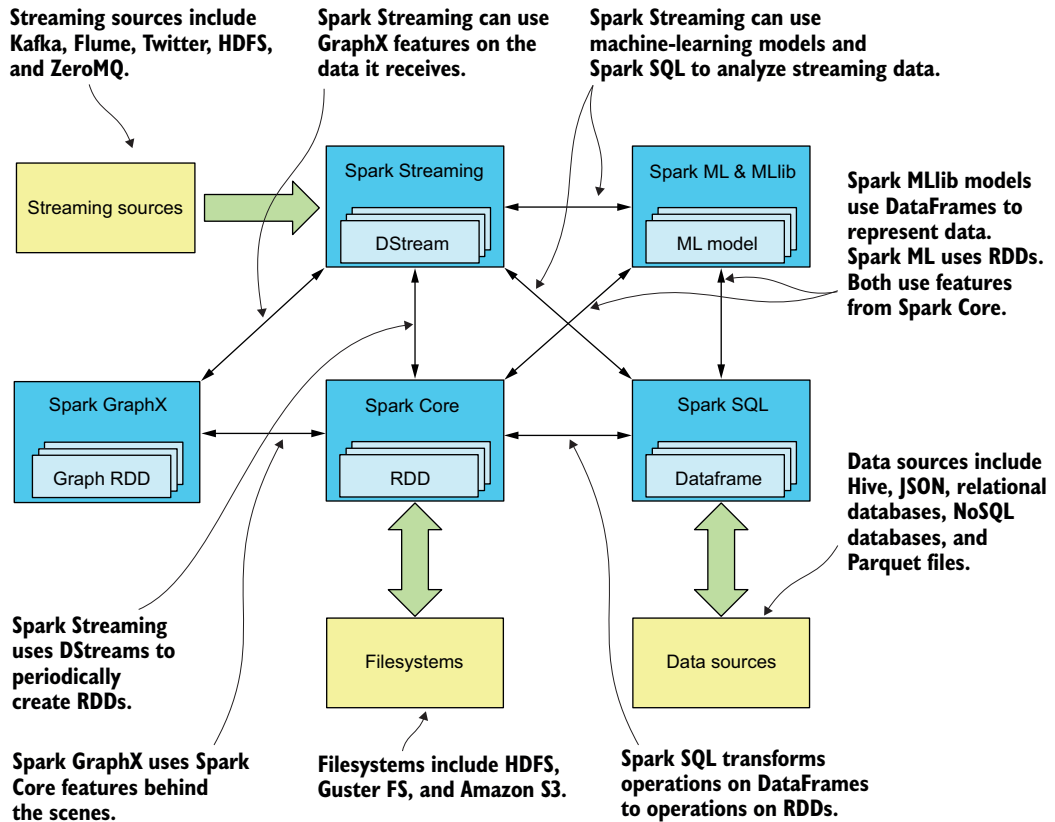 Streaming sources include
Kafka, Flume, Twitter, HDFS,
and ZeroMQ.
Spark Streaming can use
GraphX features on the
data it receives.
Spark Streaming can use
machine-learning models and
Spark SQL to analyze streaming data.
Streaming sources
Spark Streaming
DStream
Spark ML & MLlib
ML model
Spark MLlib models
use DataFrames to
represent data.
Spark ML uses RDDs.
Both use features
from Spark Core.
Spark GraphX
Graph RDD
Spark Core
RDD
Spark SQL
Dataframe
Data sources include
Hive, JSON, relational
databases, NoSQL
databases, and
Parquet files.
Spark Streaming
uses DStreams to
periodically
create RDDs.
Filesystems
Data sources
Spark GraphX uses Spark
Core features behind
the scenes.
Filesystems include HDFS,
Guster FS, and Amazon S3.
Spark SQL transforms
operations on DataFrames
to operations on RDDs.